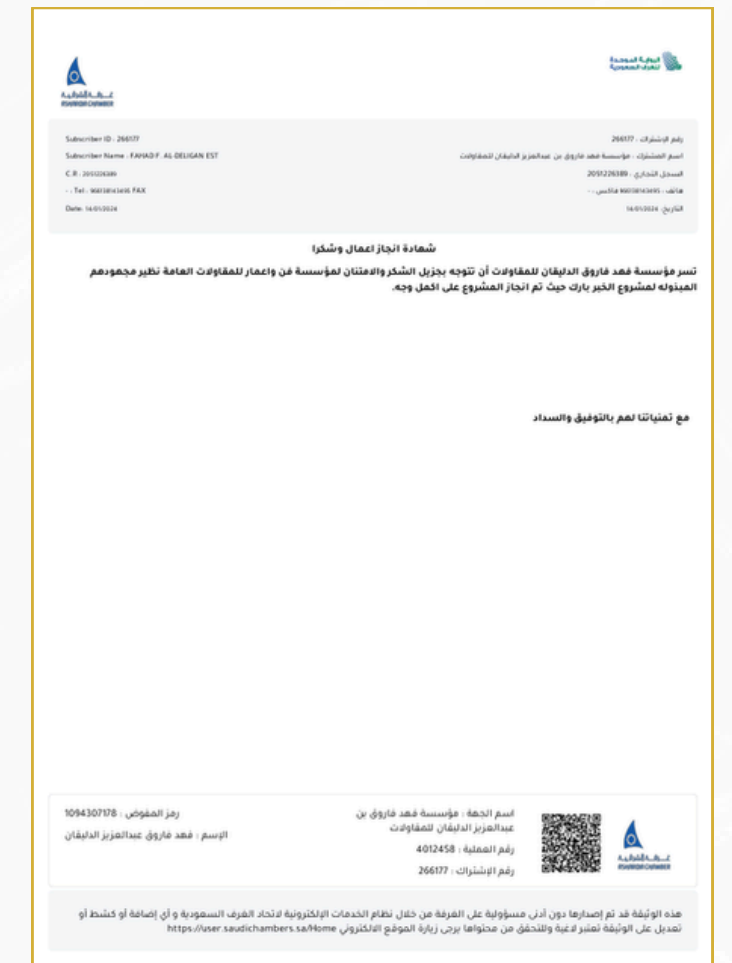 غرفة الشرقية
ASHARQIA CHAMBER
البوابة الموحدة
للغرف السعودية
Subscriber ID : 266177
رقم الإشتراك : 266177
Subscriber Name : FAHAD F. AL-DELIGAN EST
اسم المشترك : مؤسسة فهد فاروق بن عبدالعزيز الدليقان للمقاولات
C.R : 2051226389
السجل التجاري : 2051226389
- : Tel : FAX
هاتف : فاكس : -
Date: 14/01/2024
التاريخ: 14/01/2024
شهادة انجاز اعمال وشكرا
تسر مؤسسة فهد فاروق الدليقان للمقاولات أن تتوجه بجزيل الشكر والامتنان لمؤسسة فن واعمار للمقاولات العامة نظير مجهودهم
المبذوله لمشروع الخبر بارك حيث تم انجاز المشروع على اكمل وجه.
مع تمنياتنا لهم بالتوفيق والسداد
اسم الجهة : مؤسسة فهد فاروق بن
عبدالعزيز الدليقان للمقاولات
رقم العملية : 4012458
رقم الإشتراك : 266177
رمز المفوض : 1094307178
الإسم : فهد فاروق عبدالعزيز الدليقان
غرفة الشرقية
ASHARQIA CHAMBER
هذه الوثيقة قد تم إصدارها دون أدنى مسؤولية على الغرفة من خلال نظام الخدمات الإلكترونية لاتحاد الغرف السعودية و أي إضافة أو كشط أو
تعديل على الوثيقة تعتبر لاغية وللتحقق من محتواها يرجى زيارة الموقع الالكتروني https://user.saudichambers.sa/Home